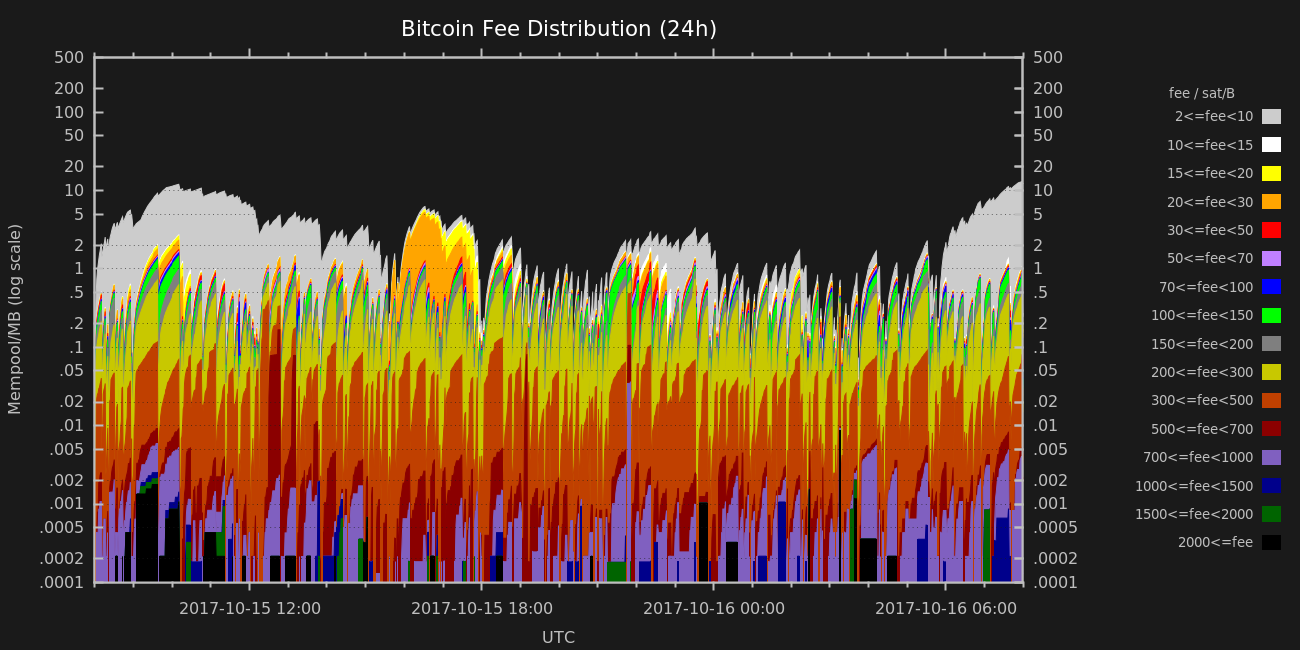 Bitcoin Fee Distribution (24h)
500
200
100
50
20
10
5
2
1
.5
.2
.1
.05
.02
.01
.005
.002
.001
.0005
.0002
.0001
Mempool/MB (log scale)
500
200
100
50
20
10
5
2
1
.5
.2
.1
.05
.02
.01
.005
.002
.001
.0005
.0002
.0001
2017-10-15 12:00
2017-10-15 18:00
2017-10-16 00:00
2017-10-16 06:00
UTC
fee / sat/B
2<=fee<10
10<=fee<15
15<=fee<20
20<=fee<30
30<=fee<50
50<=fee<70
70<=fee<100
100<=fee<150
150<=fee<200
200<=fee<300
300<=fee<500
500<=fee<700
700<=fee<1000
1000<=fee<1500
1500<=fee<2000
2000<=fee